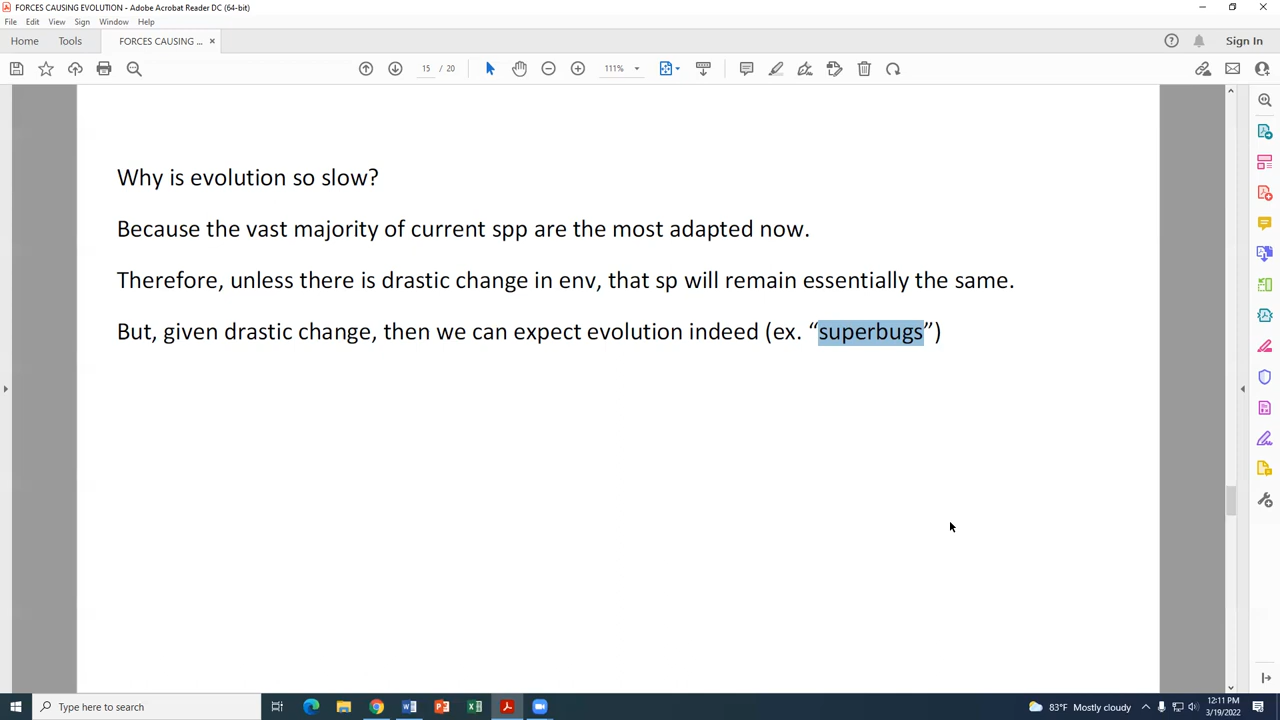 FORCES CAUSING EVOLUTION - Adobe Acrobat Reader DC (64-bit)
File Edit View Sign Window Help
Home Tools FORCES CAUSING ... × Sign In
15 / 20 111%
Why is evolution so slow?
Because the vast majority of current spp are the most adapted now.
Therefore, unless there is drastic change in env, that sp will remain essentially the same.
But, given drastic change, then we can expect evolution indeed (ex. “superbugs”)
Type here to search
83°F Mostly cloudy
12:11 PM
3/19/2022